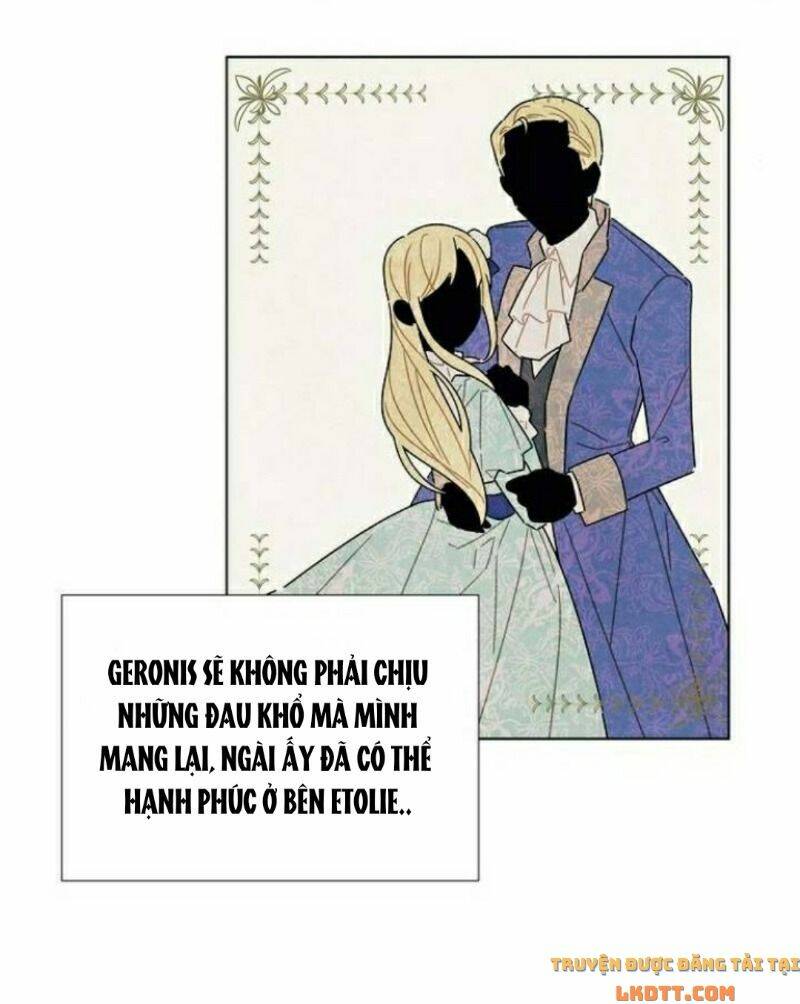 GERONIS SẼ KHÔNG PHẢI CHỊU
NHỮNG ĐAU KHỔ MÀ MÌNH
MANG LẠI, NGÀI ẤY ĐÃ CÓ THỂ
HẠNH PHÚC Ở BÊN ETOLIE..
TRUYỆN ĐƯỢC ĐĂNG TẢI TẠI
LKDTT.COM